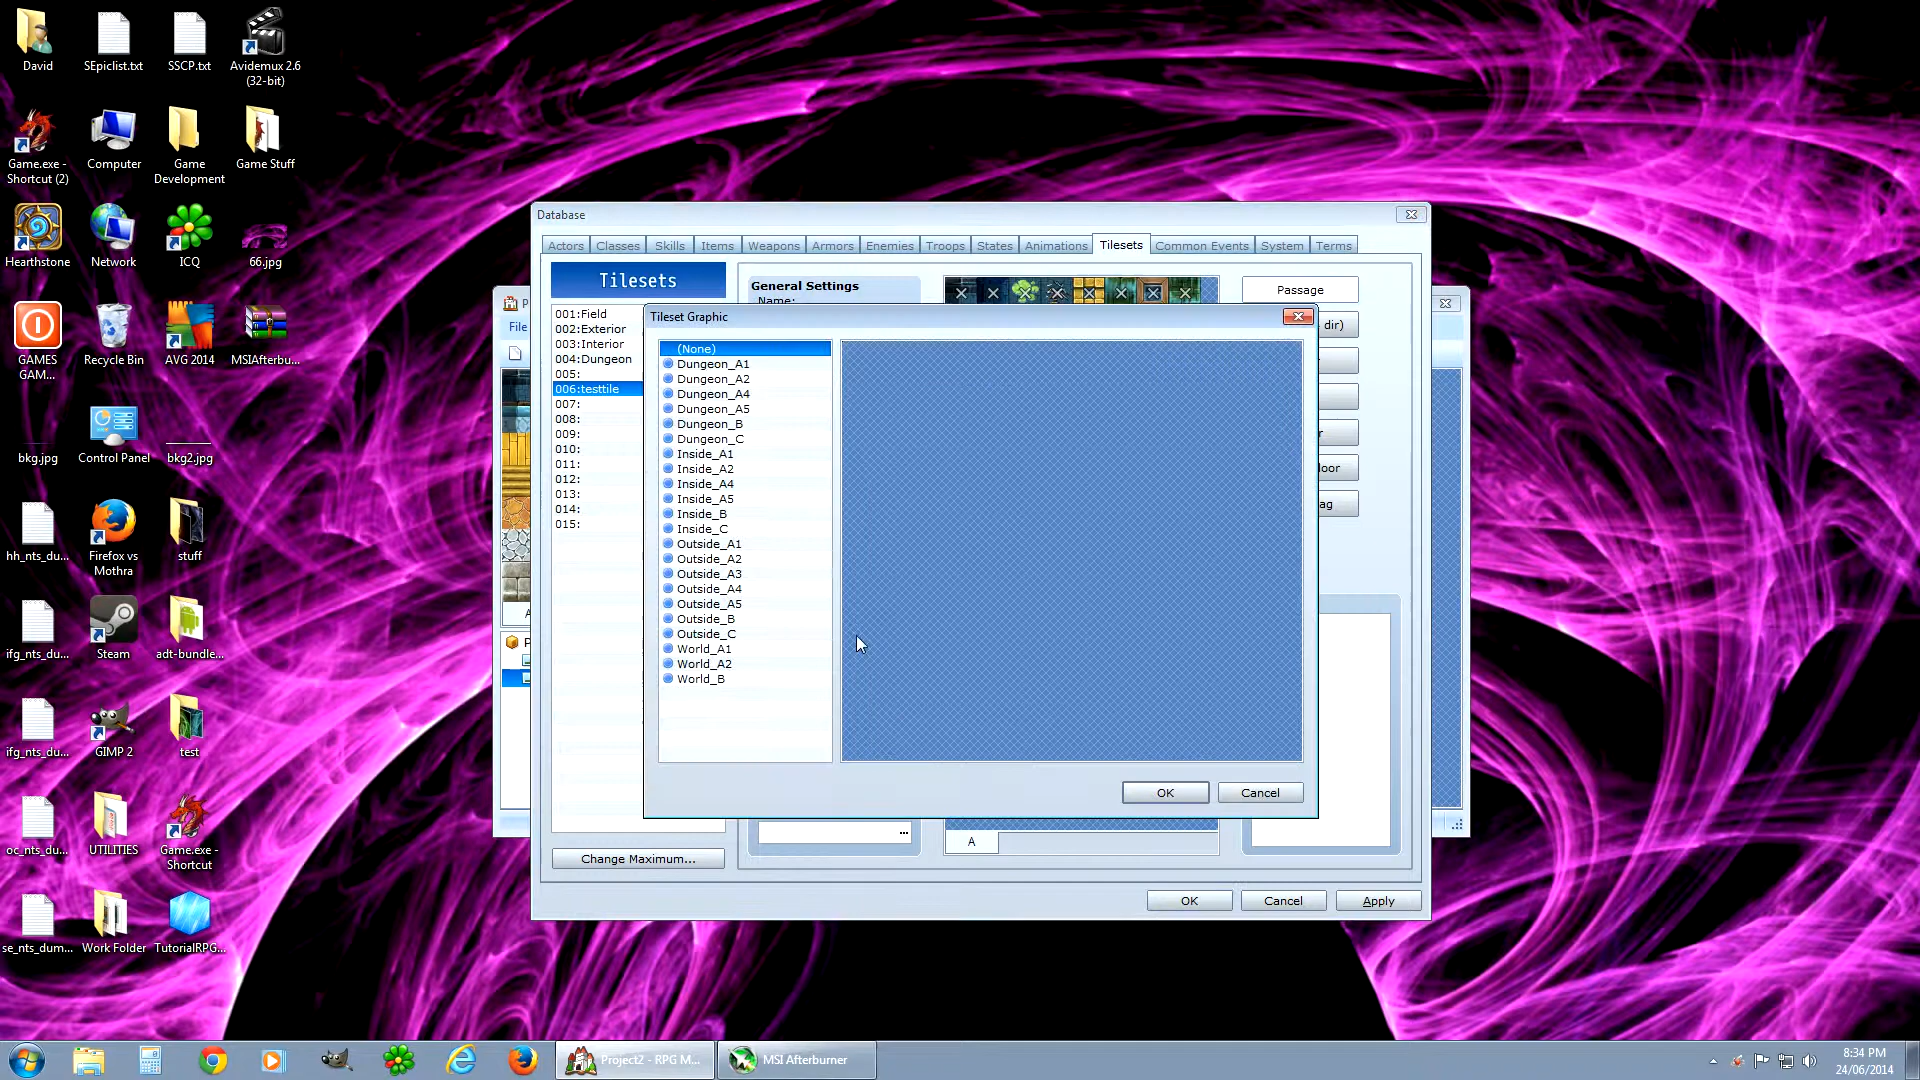 David
SEpiclist.txt
SSCP.txt
Avidemux 2.6
(32-bit)
Game.exe -
Shortcut (2)
Computer
Game
Development
Game Stuff
Hearthstone
Network
ICQ
66.jpg
GAMES
GAM...
Recycle Bin
AVG 2014
MSIAfterbu...
bkg.jpg
Control Panel
bkg2.jpg
hh_nts_du...
Firefox vs
Mothra
stuff
ifg_nts_du...
Steam
adt-bundle...
ifg_nts_du...
GIMP 2
test
oc_nts_du...
UTILITIES
Game.exe -
Shortcut
se_nts_dum...
Work Folder
TutorialRPG...
File
Database
Actors
Classes
Skills
Items
Weapons
Armors
Enemies
Troops
States
Animations
Tilesets
Common Events
System
Terms
Tilesets
001:Field
002:Exterior
003:Interior
004:Dungeon
005:
006:testtile
007:
008:
009:
010:
011:
012:
013:
014:
015:
Change Maximum...
General Settings
Name:
Passage
dir)
oor
ag
...
A
OK
Cancel
Apply
Tileset Graphic
(None)
Dungeon_A1
Dungeon_A2
Dungeon_A4
Dungeon_A5
Dungeon_B
Dungeon_C
Inside_A1
Inside_A2
Inside_A4
Inside_A5
Inside_B
Inside_C
Outside_A1
Outside_A2
Outside_A3
Outside_A4
Outside_A5
Outside_B
Outside_C
World_A1
World_A2
World_B
OK
Cancel
Project2 - RPG M...
MSI Afterburner
8:34 PM
24/06/2014